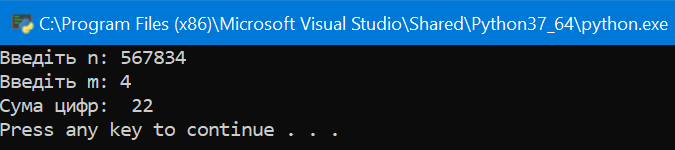 C:\Program Files (x86)\Microsoft Visual Studio\Shared\Python37_64\python.exe
Введіть n: 567834
Введіть m: 4
Сума цифр:  22
Press any key to continue . . .